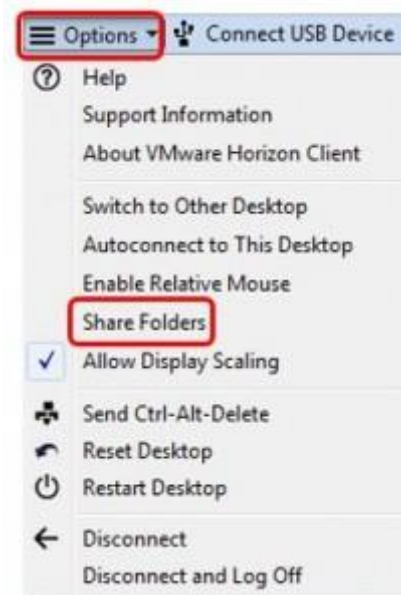 Options Connect USB Device
Help
Support Information
About VMware Horizon Client
Switch to Other Desktop
Autoconnect to This Desktop
Enable Relative Mouse
Share Folders
Allow Display Scaling
Send Ctrl-Alt-Delete
Reset Desktop
Restart Desktop
Disconnect
Disconnect and Log Off